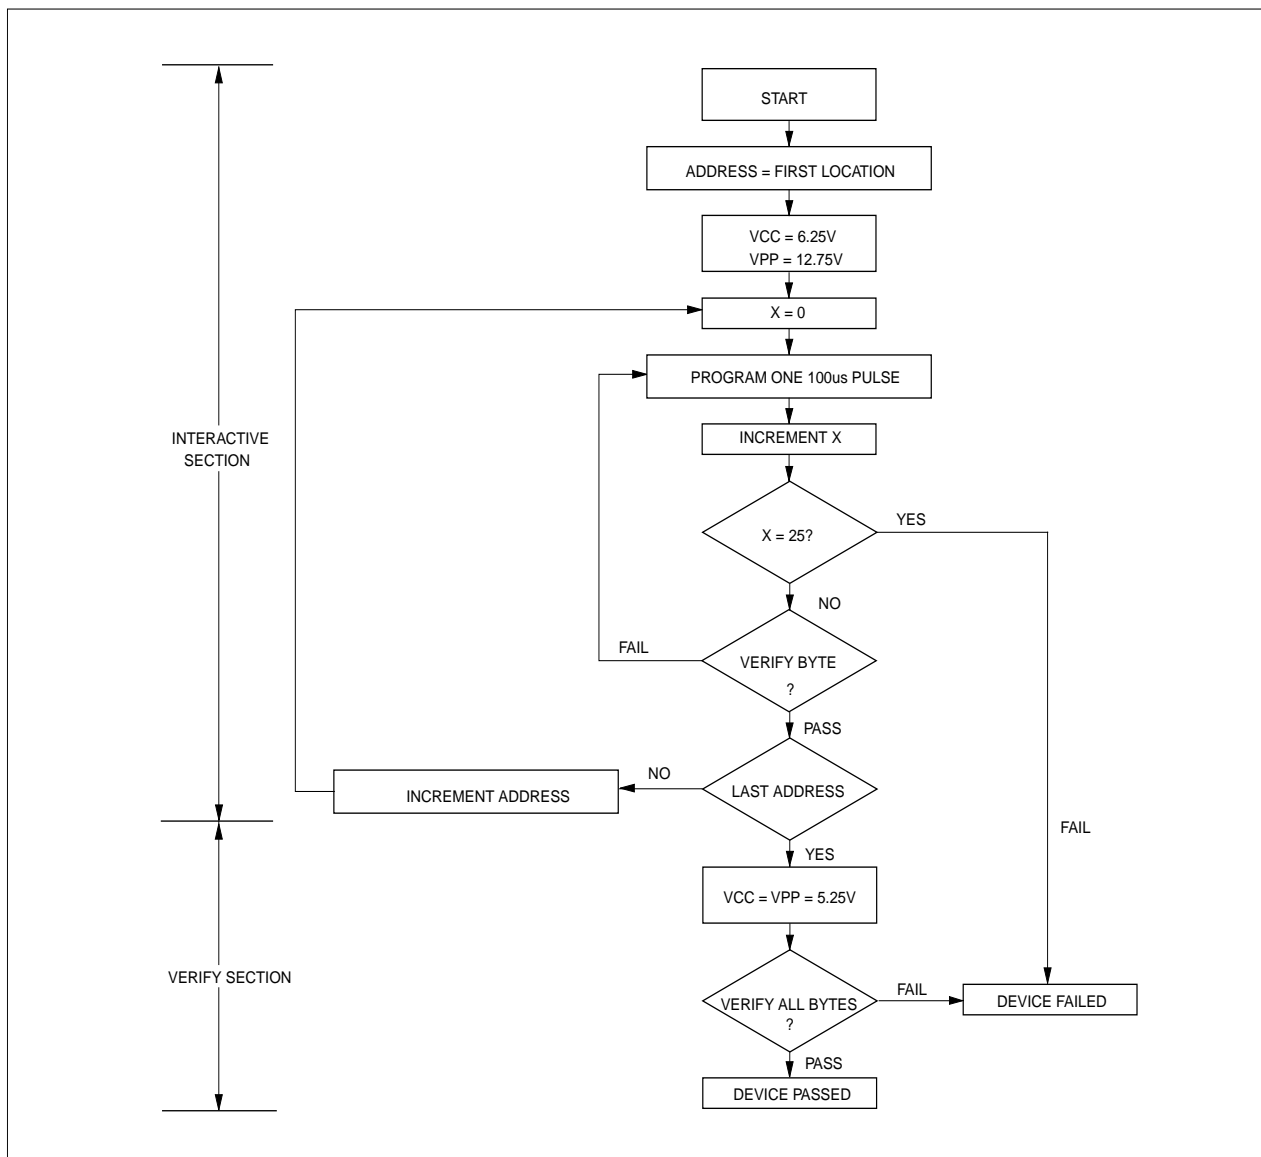 START
ADDRESS = FIRST LOCATION
VCC = 6.25V
VPP = 12.75V
X = 0
PROGRAM ONE 100us PULSE
INTERACTIVE
SECTION
INCREMENT X
X = 25?
YES
NO
FAIL
VERIFY BYTE
?
PASS
NO
INCREMENT ADDRESS
LAST ADDRESS
FAIL
YES
VCC = VPP = 5.25V
VERIFY SECTION
VERIFY ALL BYTES
?
FAIL
DEVICE FAILED
PASS
DEVICE PASSED